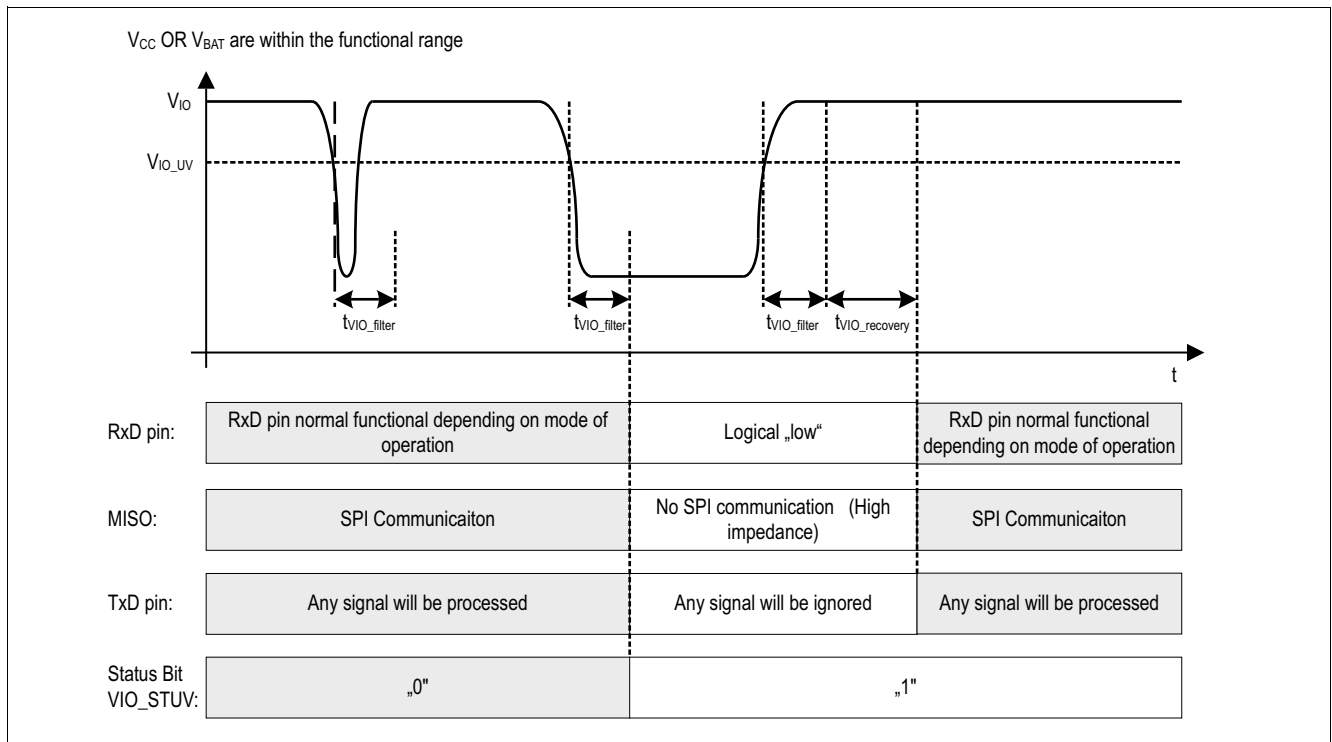 VCC OR VBAT are within the functional range
VIO
VIO_UV
tVIO_filter
tVIO_filter
tVIO_filter
tVIO_recovery
t
RxD pin:
RxD pin normal functional depending on mode of
operation
Logical „low“
RxD pin normal functional
depending on mode of operation
MISO:
SPI Communicaiton
No SPI communication (High
impedance)
SPI Communicaiton
TxD pin:
Any signal will be processed
Any signal will be ignored
Any signal will be processed
Status Bit
VIO_STUV:
„0"
„1"